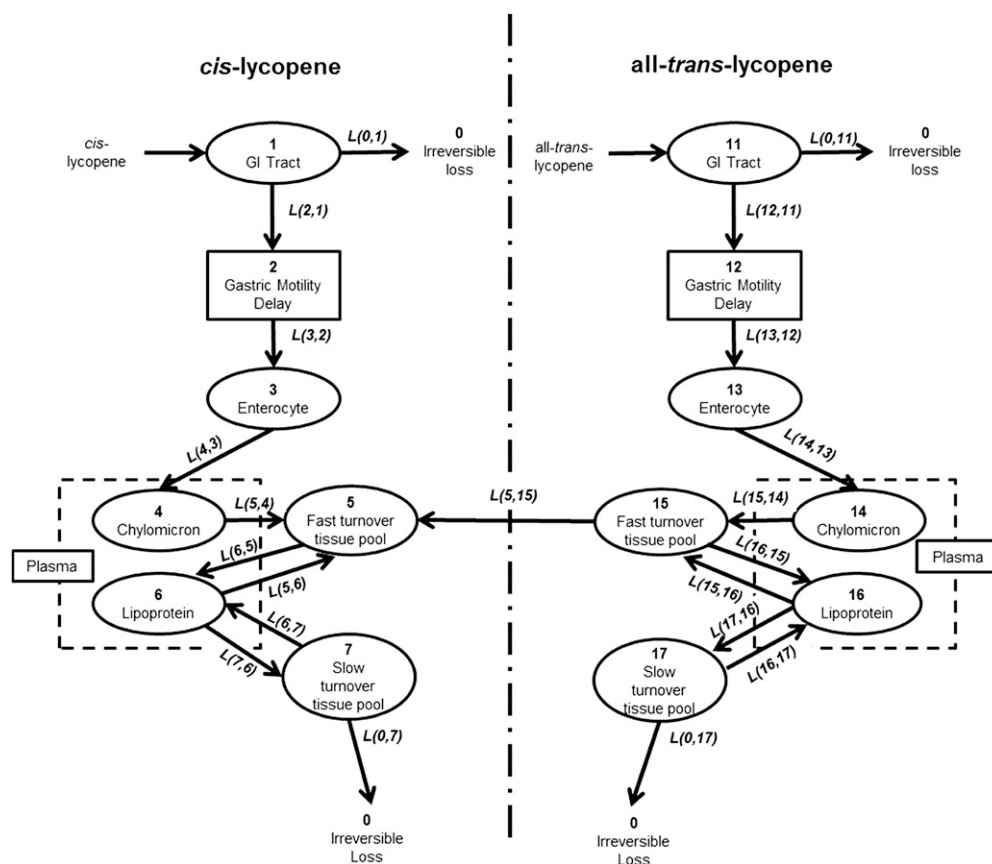 cis-lycopene
cis-
lycopene
1
GI Tract
L(0,1)
0
Irreversible
loss
L(2,1)
2
Gastric Motility
Delay
L(3,2)
3
Enterocyte
L(4,3)
4
Chylomicron
L(5,4)
5
Fast turnover
tissue pool
Plasma
L(6,5)
L(5,6)
6
Lipoprotein
L(6,7)
L(7,6)
7
Slow
turnover
tissue pool
L(0,7)
0
Irreversible
Loss
L(5,15)
all-trans-lycopene
all-trans-
lycopene
11
GI Tract
L(0,11)
0
Irreversible
loss
L(12,11)
12
Gastric Motility
Delay
L(13,12)
13
Enterocyte
L(14,13)
15
Fast turnover
tissue pool
L(15,14)
14
Chylomicron
Plasma
L(16,15)
L(15,16)
16
Lipoprotein
L(17,16)
L(16,17)
17
Slow
turnover
tissue pool
L(0,17)
0
Irreversible
Loss